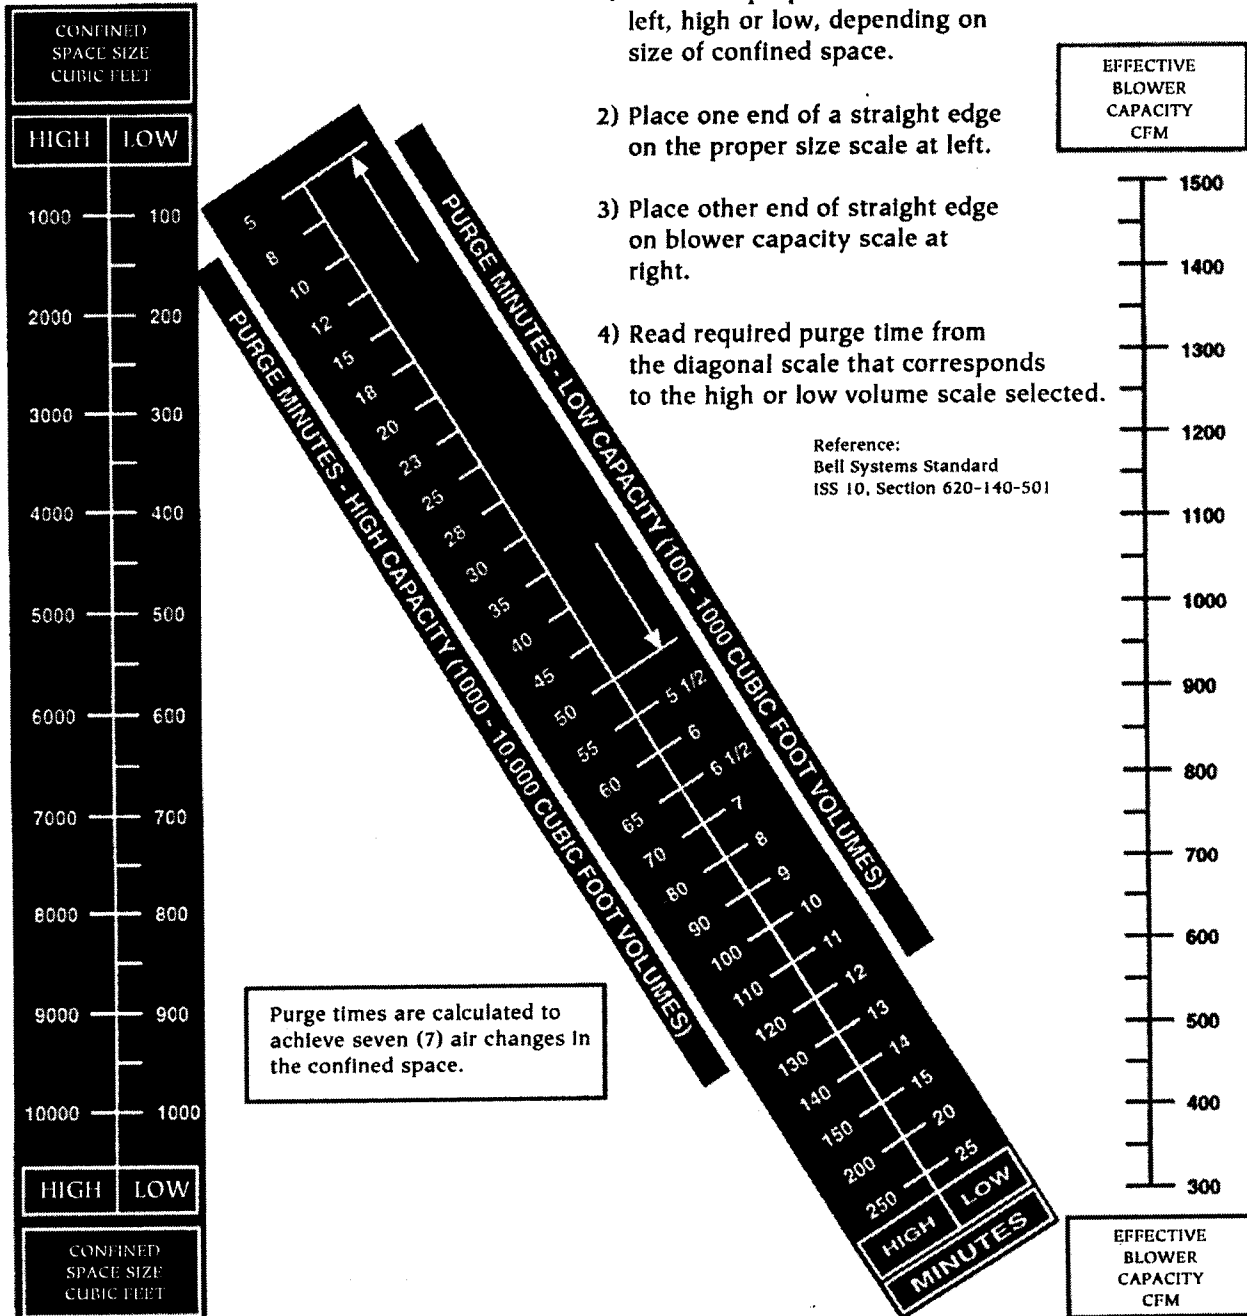 CONFINED
SPACE SIZE
CUBIC FEET
HIGH LOW
1000 100
2000 200
3000 300
4000 400
5000 500
6000 600
7000 700
8000 800
9000 900
10000 1000
HIGH LOW
CONFINED
SPACE SIZE
CUBIC FEET
left, high or low, depending on
size of confined space.
2) Place one end of a straight edge
on the proper size scale at left.
3) Place other end of straight edge
on blower capacity scale at
right.
4) Read required purge time from
the diagonal scale that corresponds
to the high or low volume scale selected.
Reference:
Bell Systems Standard
ISS 10, Section 620-140-501
PURGE MINUTES - LOW CAPACITY (100 - 1000 CUBIC FOOT VOLUMES)
PURGE MINUTES - HIGH CAPACITY (1000 - 10,000 CUBIC FOOT VOLUMES)
5
8
10
12
15
18
20
23
25
28
30
35
40
45
50
55 5 1/2
60 6
65 6 1/2
70 7
80 8
90 9
100 10
110 11
120 12
130 13
140 14
150 15
200 20
250 25
HIGH LOW
MINUTES
Purge times are calculated to
achieve seven (7) air changes in
the confined space.
EFFECTIVE
BLOWER
CAPACITY
CFM
1500
1400
1300
1200
1100
1000
900
800
700
600
500
400
300
EFFECTIVE
BLOWER
CAPACITY
CFM